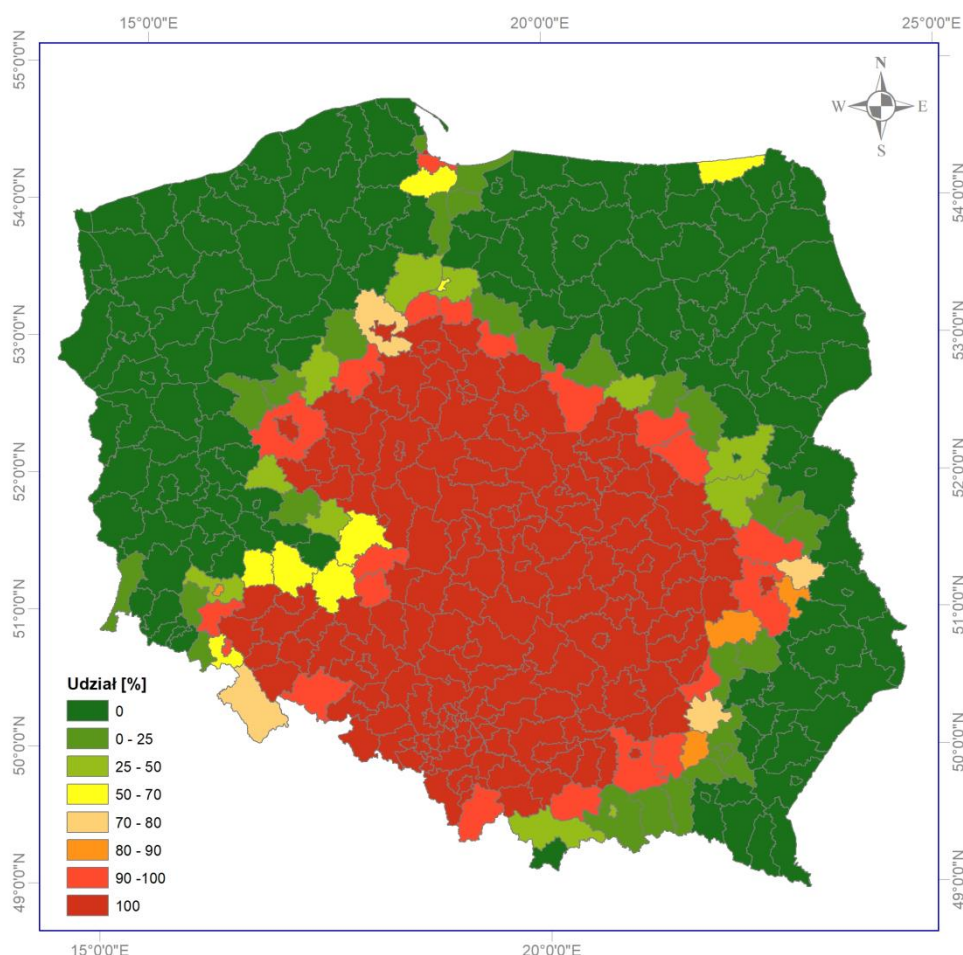 15°0'0"E 20°0'0"E 25°0'0"E
55°0'0"N
54°0'0"N 54°0'0"N
53°0'0"N 53°0'0"N
52°0'0"N 52°0'0"N
51°0'0"N 51°0'0"N
50°0'0"N 50°0'0"N
49°0'0"N 49°0'0"N
N
W E
S
Udział [%]
0
0 - 25
25 - 50
50 - 70
70 - 80
80 - 90
90 -100
100
15°0'0"E 20°0'0"E